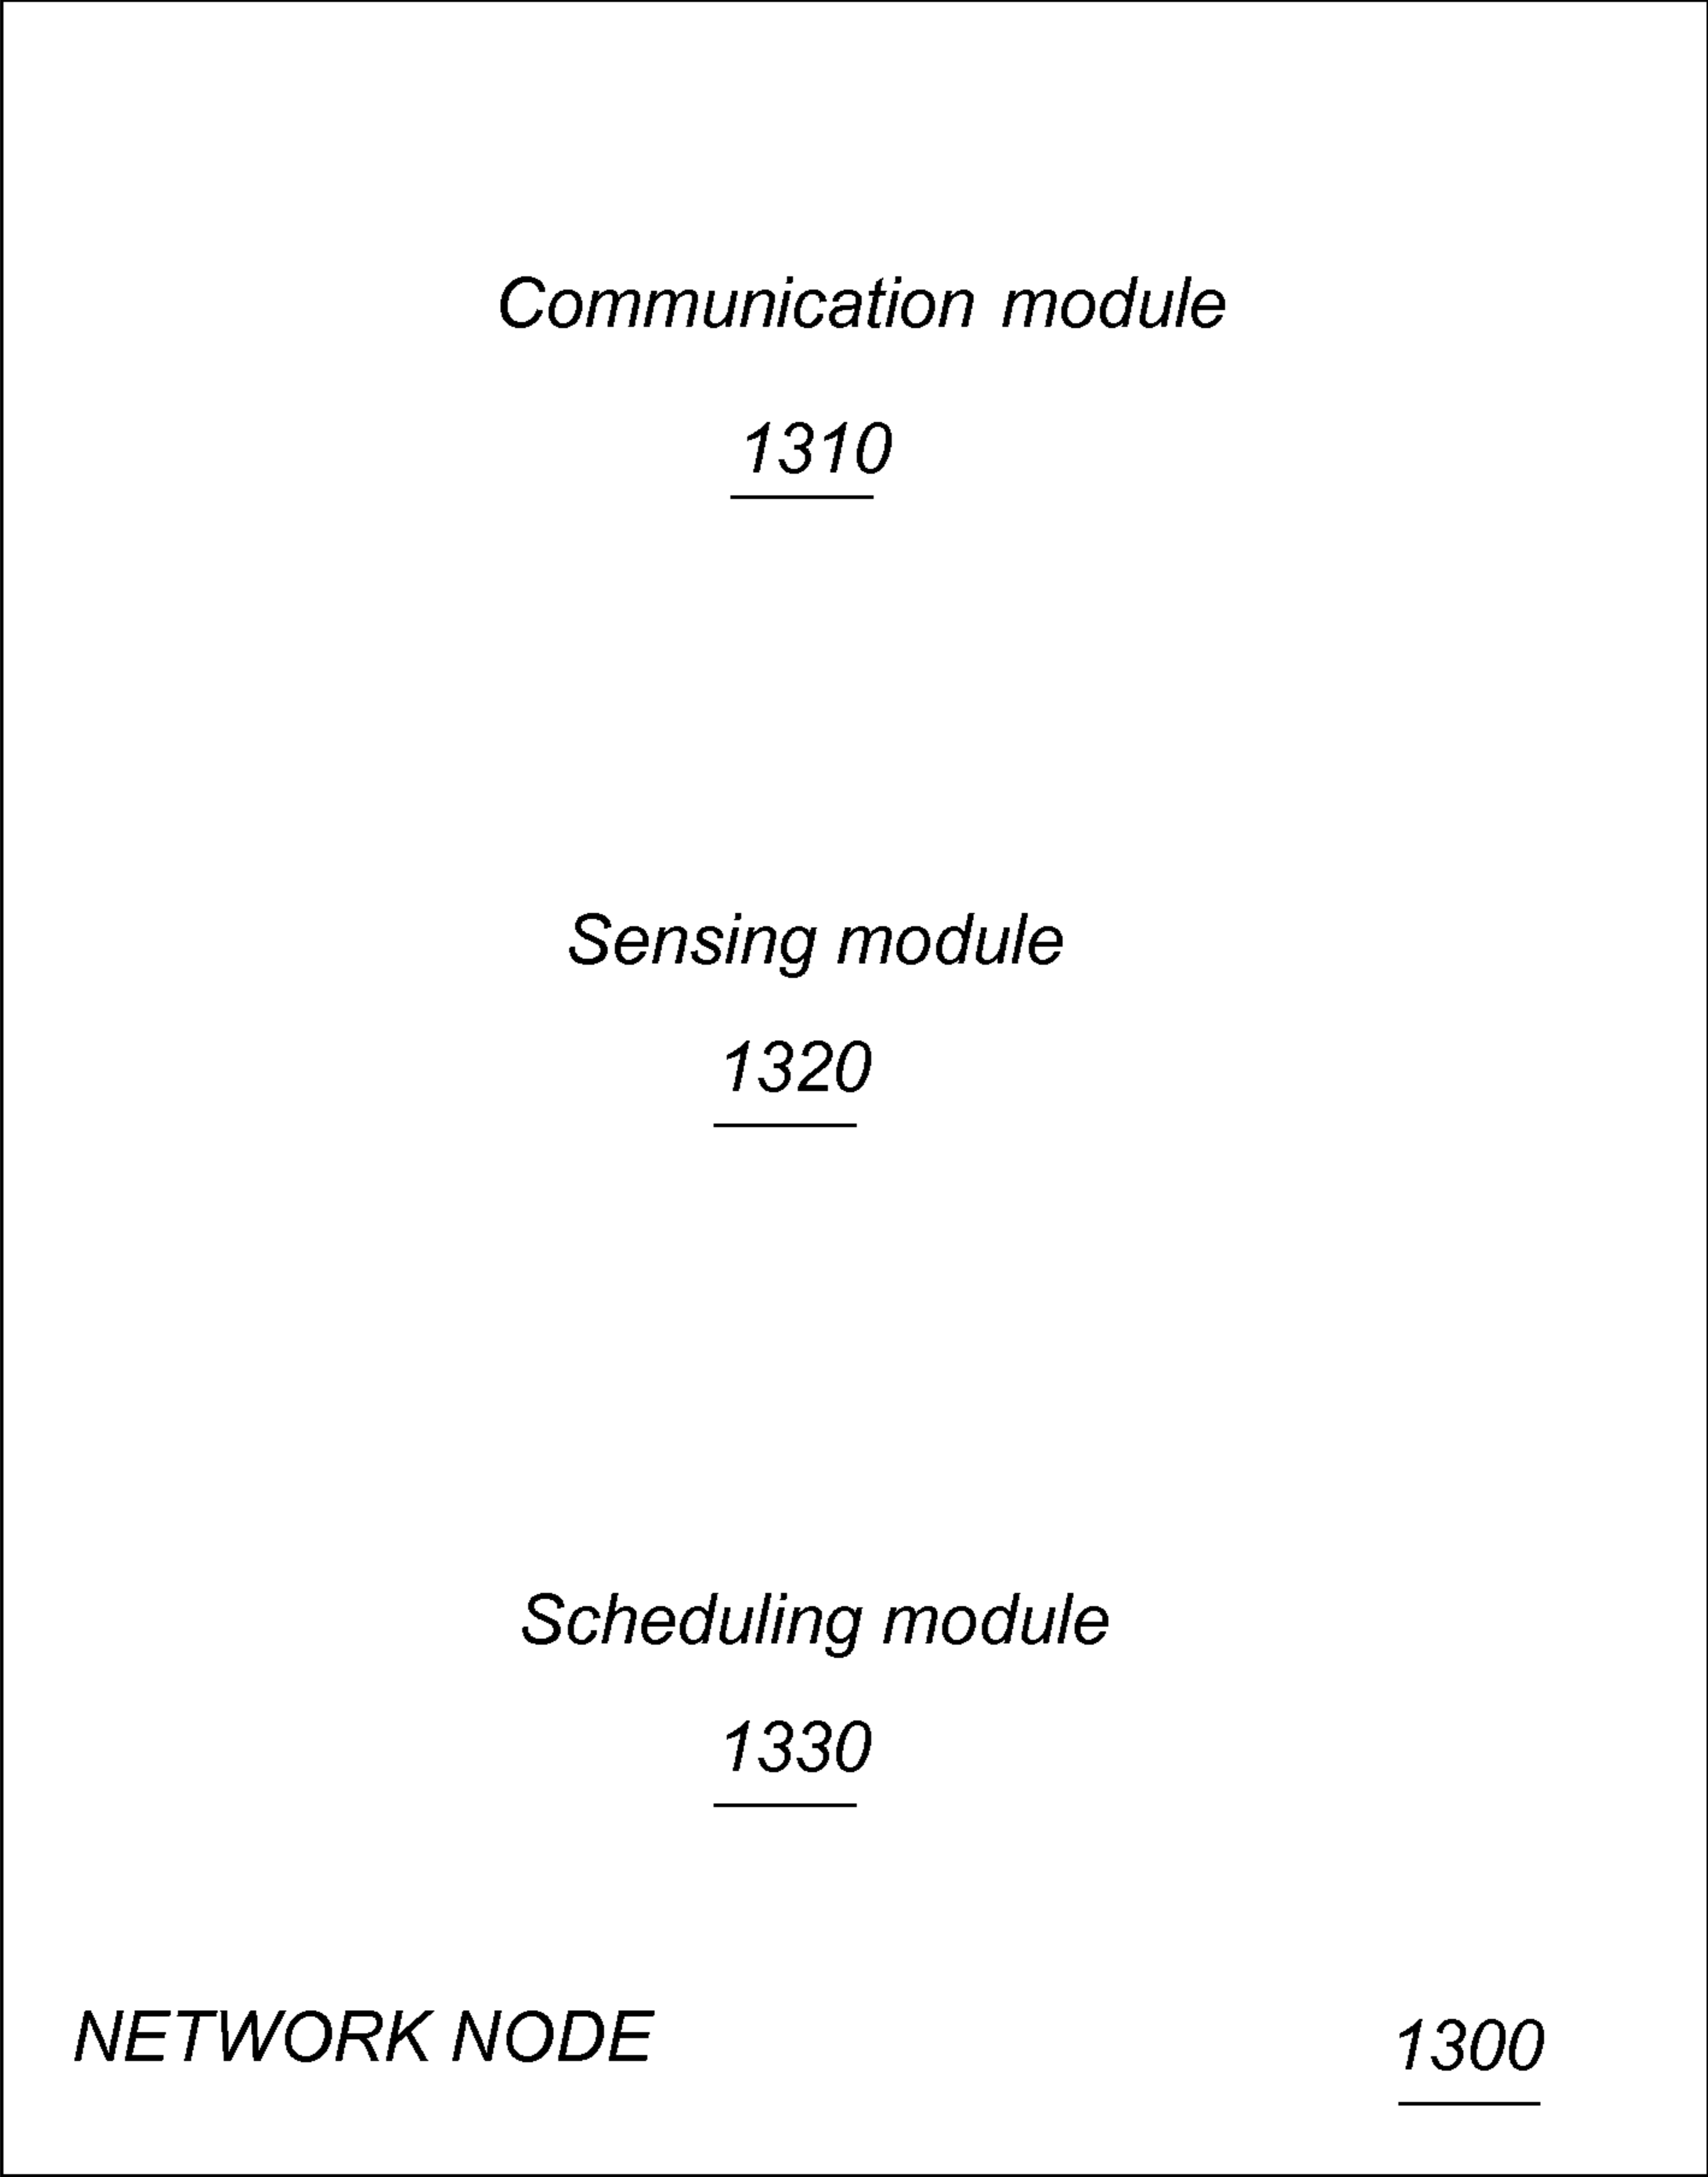 Communication module
1310
Sensing module
1320
Scheduling module
1330
NETWORK NODE
1300